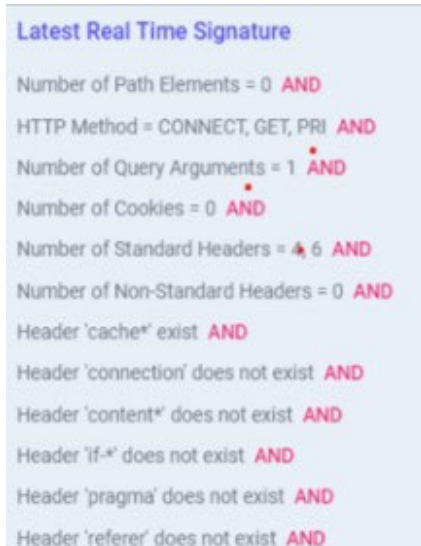 Latest Real Time Signature
Number of Path Elements = 0 AND
HTTP Method = CONNECT, GET, PRI AND
Number of Query Arguments = 1 AND
Number of Cookies = 0 AND
Number of Standard Headers = 4, 6 AND
Number of Non-Standard Headers = 0 AND
Header 'cache*' exist AND
Header 'connection' does not exist AND
Header 'content*' does not exist AND
Header 'if-*' does not exist AND
Header 'pragma' does not exist AND
Header 'referer' does not exist AND